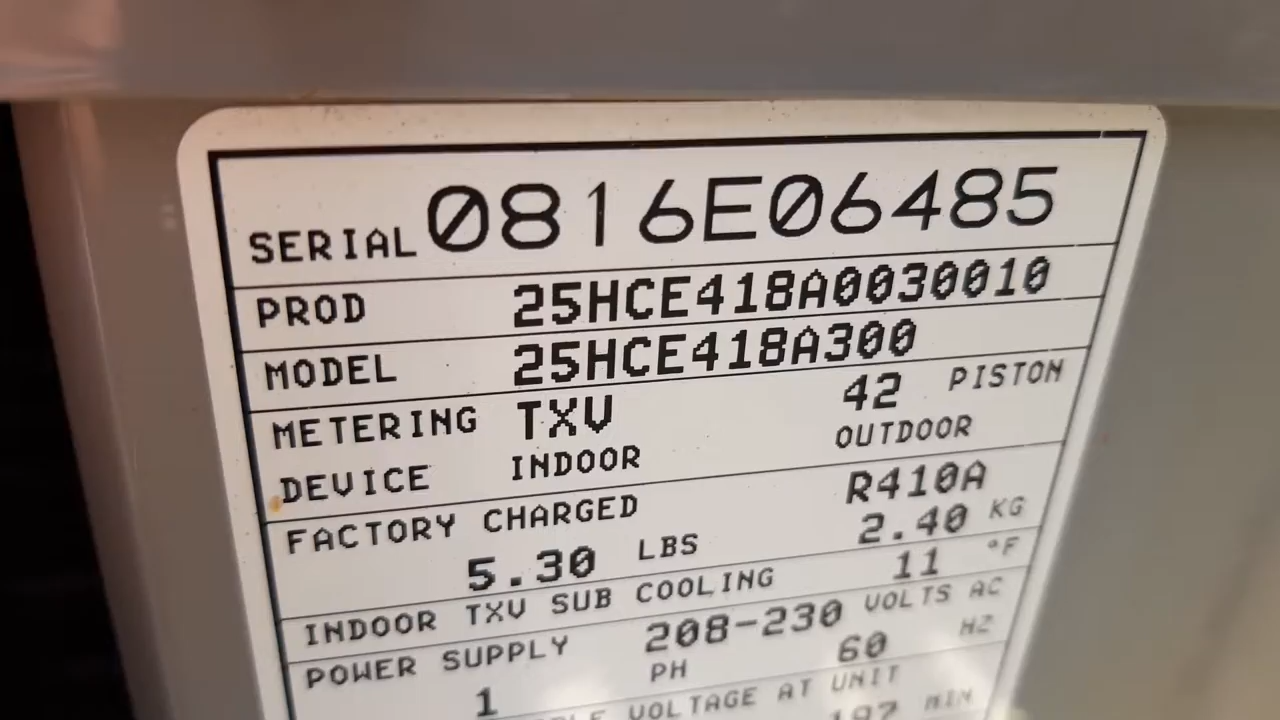 SERIAL 0816E06485
PROD 25HCE418A0030010
MODEL 25HCE418A300
METERING TXV 42 PISTON
DEVICE INDOOR OUTDOOR
FACTORY CHARGED R410A
5.30 LBS 2.40 KG
INDOOR TXV SUB COOLING 11 °F
POWER SUPPLY 208-230 VOLTS AC
1 PH 60 HZ
VOLTAGE AT UNIT
197 MIN